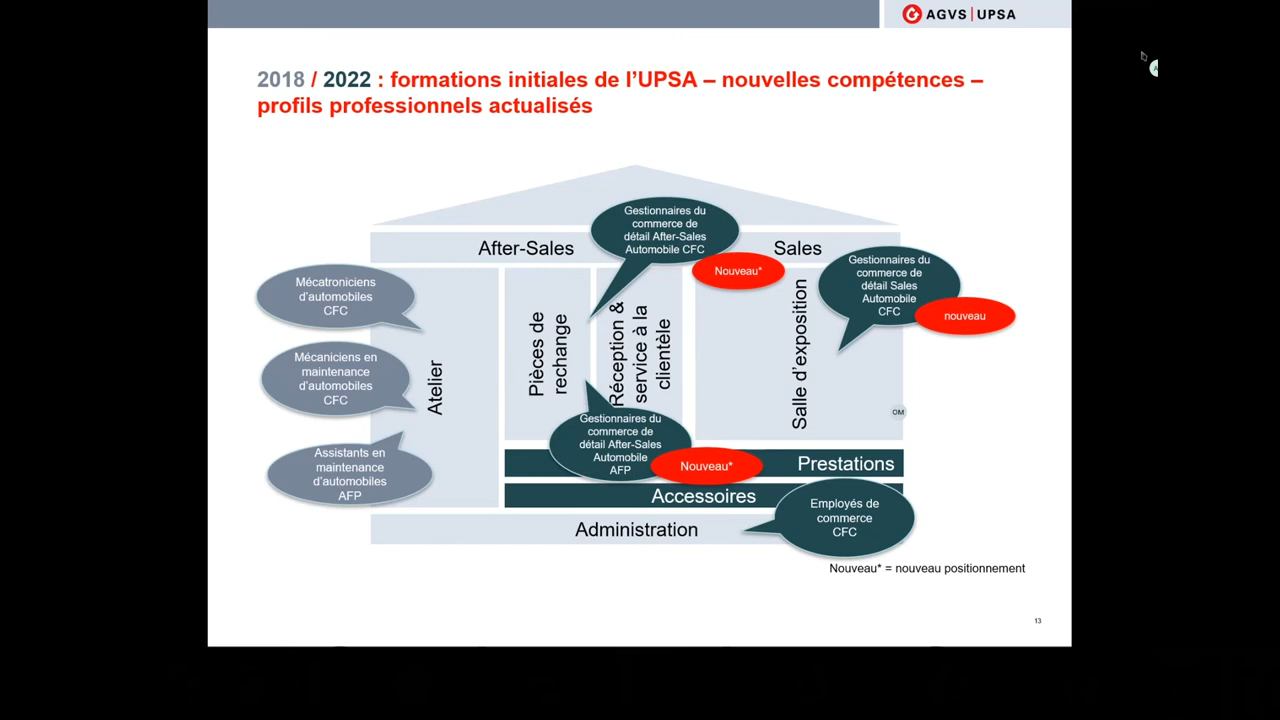 AGVS | UPSA
2018 / 2022 : formations initiales de l’UPSA – nouvelles compétences –
profils professionnels actualisés
Gestionnaires du
commerce de
détail After-Sales
Automobile CFC
After-Sales
Sales
Nouveau*
Gestionnaires du
commerce de
détail Sales
Automobile
CFC
nouveau
Mécatroniciens
d’automobiles
CFC
Mécaniciens en
maintenance
d’automobiles
CFC
Assistants en
maintenance
d’automobiles
AFP
Atelier
Pièces de
rechange
Réception &
service à la
clientèle
Salle d’exposition
OM
Gestionnaires du
commerce de
détail After-Sales
Automobile
AFP
Nouveau*
Prestations
Accessoires
Administration
Employés de
commerce
CFC
Nouveau* = nouveau positionnement
13